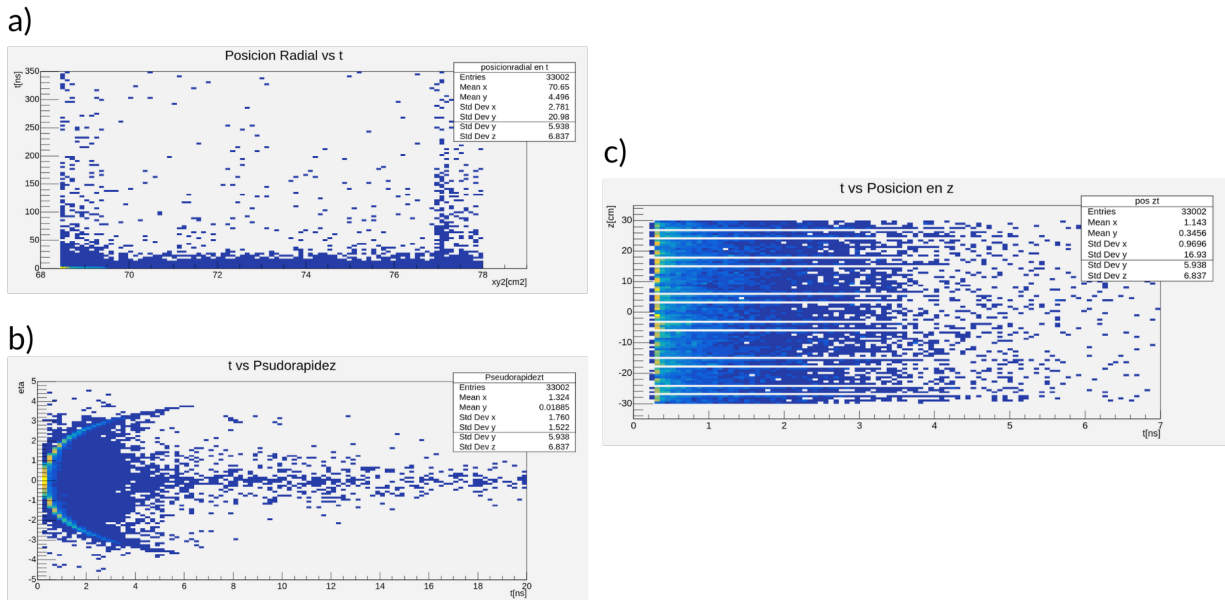 a)
Posicion Radial vs t
t[ns]
350
300
250
200
150
100
50
0
68 70 72 74 76 78
xy2[cm2]
posicionradial en t
Entries 33002
Mean x 70.65
Mean y 4.496
Std Dev x 2.781
Std Dev y 20.98
Std Dev y 5.938
Std Dev z 6.837
b)
t vs Psudorapidez
eta
5
4
3
2
1
0
-1
-2
-3
-4
-5
0 2 4 6 8 10 12 14 16 18 20
t[ns]
Pseudorapidezt
Entries 33002
Mean x 1.324
Mean y 0.01885
Std Dev x 1.760
Std Dev y 1.522
Std Dev y 5.938
Std Dev z 6.837
c)
t vs Posicion en z
z[cm]
30
20
10
0
-10
-20
-30
0 1 2 3 4 5 6 7
t[ns]
pos zt
Entries 33002
Mean x 1.143
Mean y 0.3456
Std Dev x 0.9696
Std Dev y 16.93
Std Dev y 5.938
Std Dev z 6.837